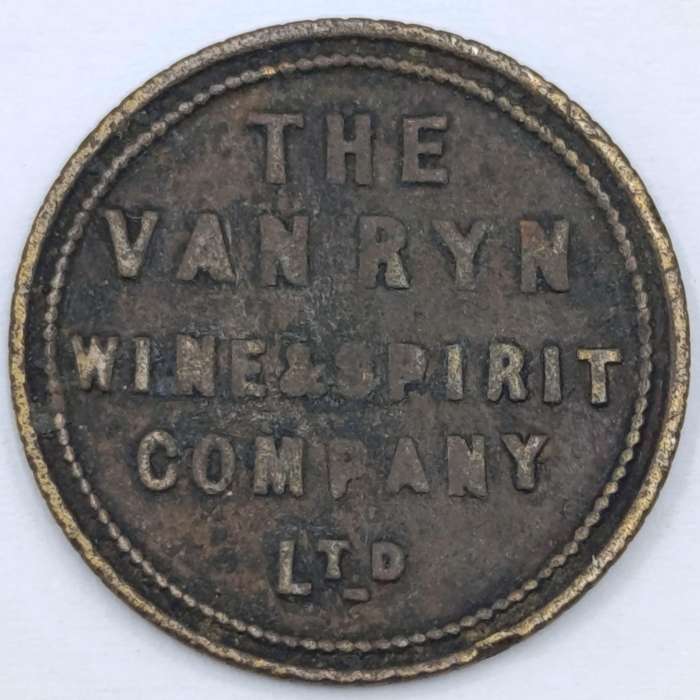 THE
VAN RYN
WINE & SPIRIT
COMPANY
LTD